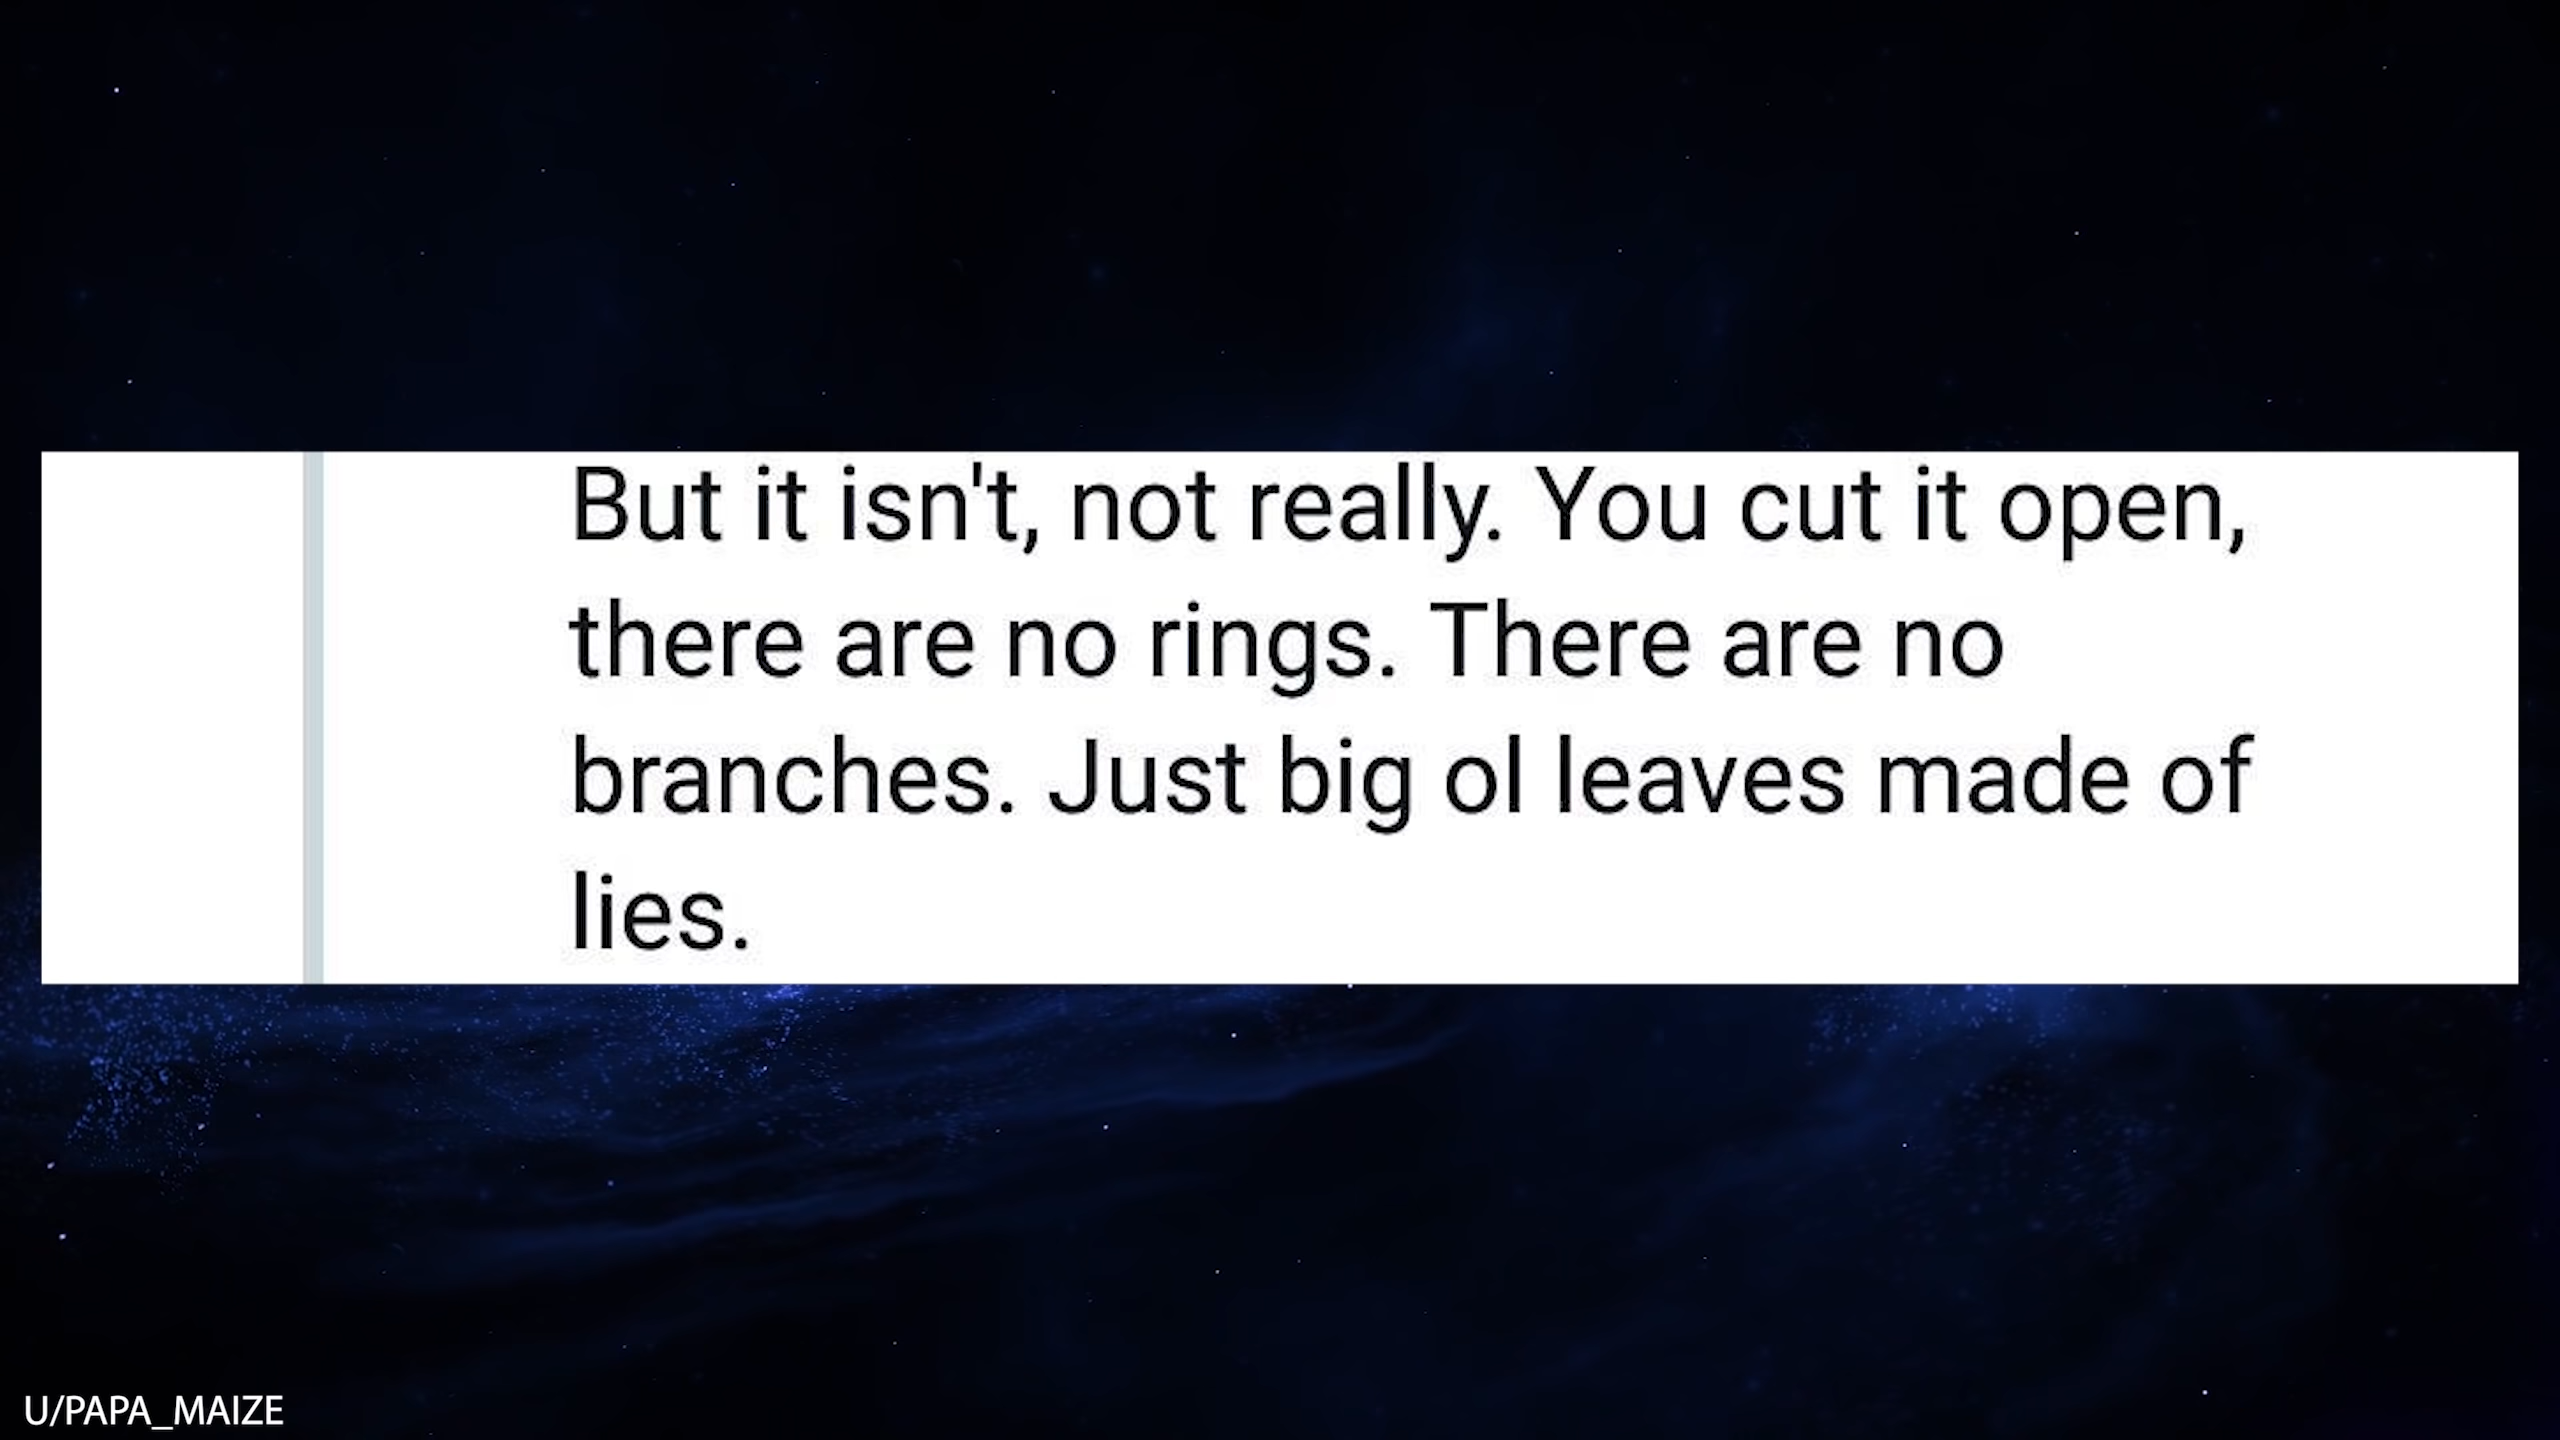 But it isn't, not really. You cut it open,
there are no rings. There are no
branches. Just big ol leaves made of
lies.
U/PAPA_MAIZE